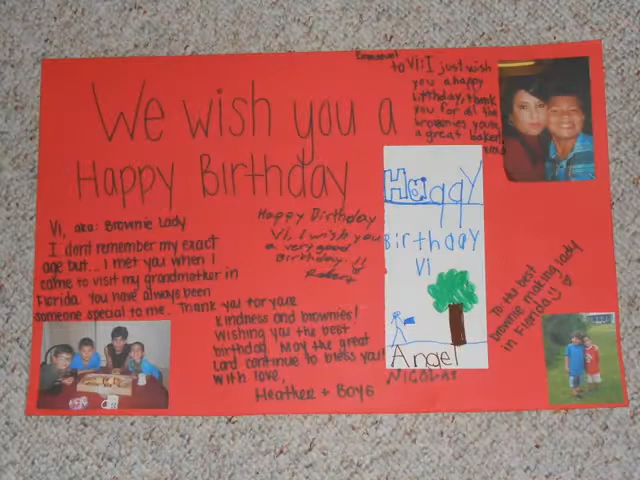 We wish you a
Happy Birthday
Emmanuel
to Vi: I just wish
you a happy
birthday, thank
you for all the
brownies you're
a great baker!
Vi, aka: Brownie Lady
I don't remember my exact
age but... I met you when I
came to visit my grandmother in
Florida. You have always been
someone special to me. Thank you for your
kindness and brownies!
Wishing you the best
birthday. May the great
Lord continue to bless you!
With love,
Heather + Boys
Happy Birthday
Vi, I wish you
a very good
Birthday.!!
Robert
Happy
Birthday
Vi
Angel
NICOLAS
To the best
brownie making lady
in Florida!!